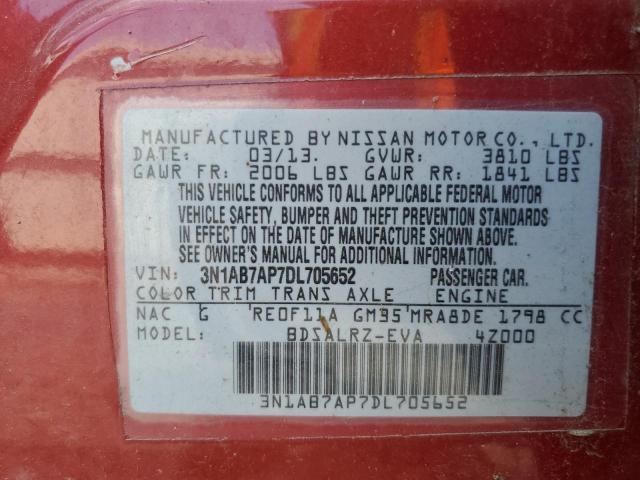 MANUFACTURED BY NISSAN MOTOR CO., LTD.
DATE: 03/13. GVWR: 3810 LBS
GAWR FR: 2006 LBS GAWR RR: 1841 LBS
THIS VEHICLE CONFORMS TO ALL APPLICABLE FEDERAL MOTOR
VEHICLE SAFETY, BUMPER AND THEFT PREVENTION STANDARDS
IN EFFECT ON THE DATE OF MANUFACTURE SHOWN ABOVE.
SEE OWNER'S MANUAL FOR ADDITIONAL INFORMATION.
VIN: 3N1AB7AP7DL705652 PASSENGER CAR.
COLOR TRIM TRANS AXLE ENGINE
NAC G RE0F11A GM95 MRA8DE 1798 CC
MODEL: BDSALRZ-EVA 4Z000
3N1AB7AP7DL705652